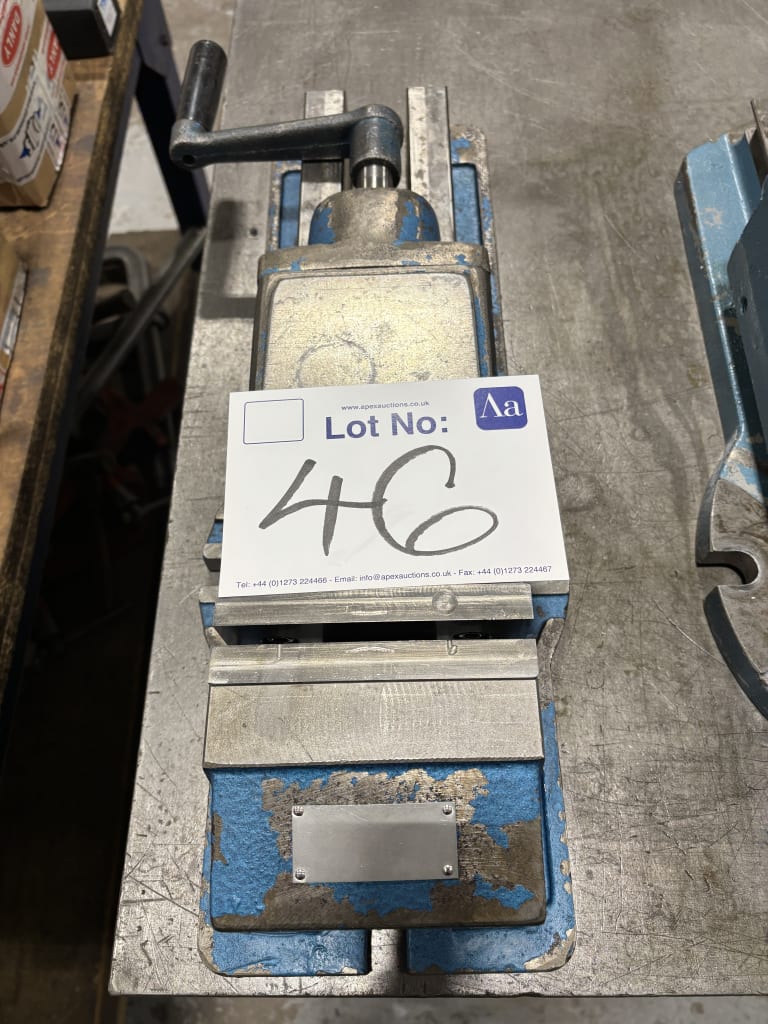 www.apexauctions.co.uk
Lot No:
Aa
46
Tel: +44 (0)1273 224466 - Email: info@apexauctions.co.uk - Fax: +44 (0)1273 224467